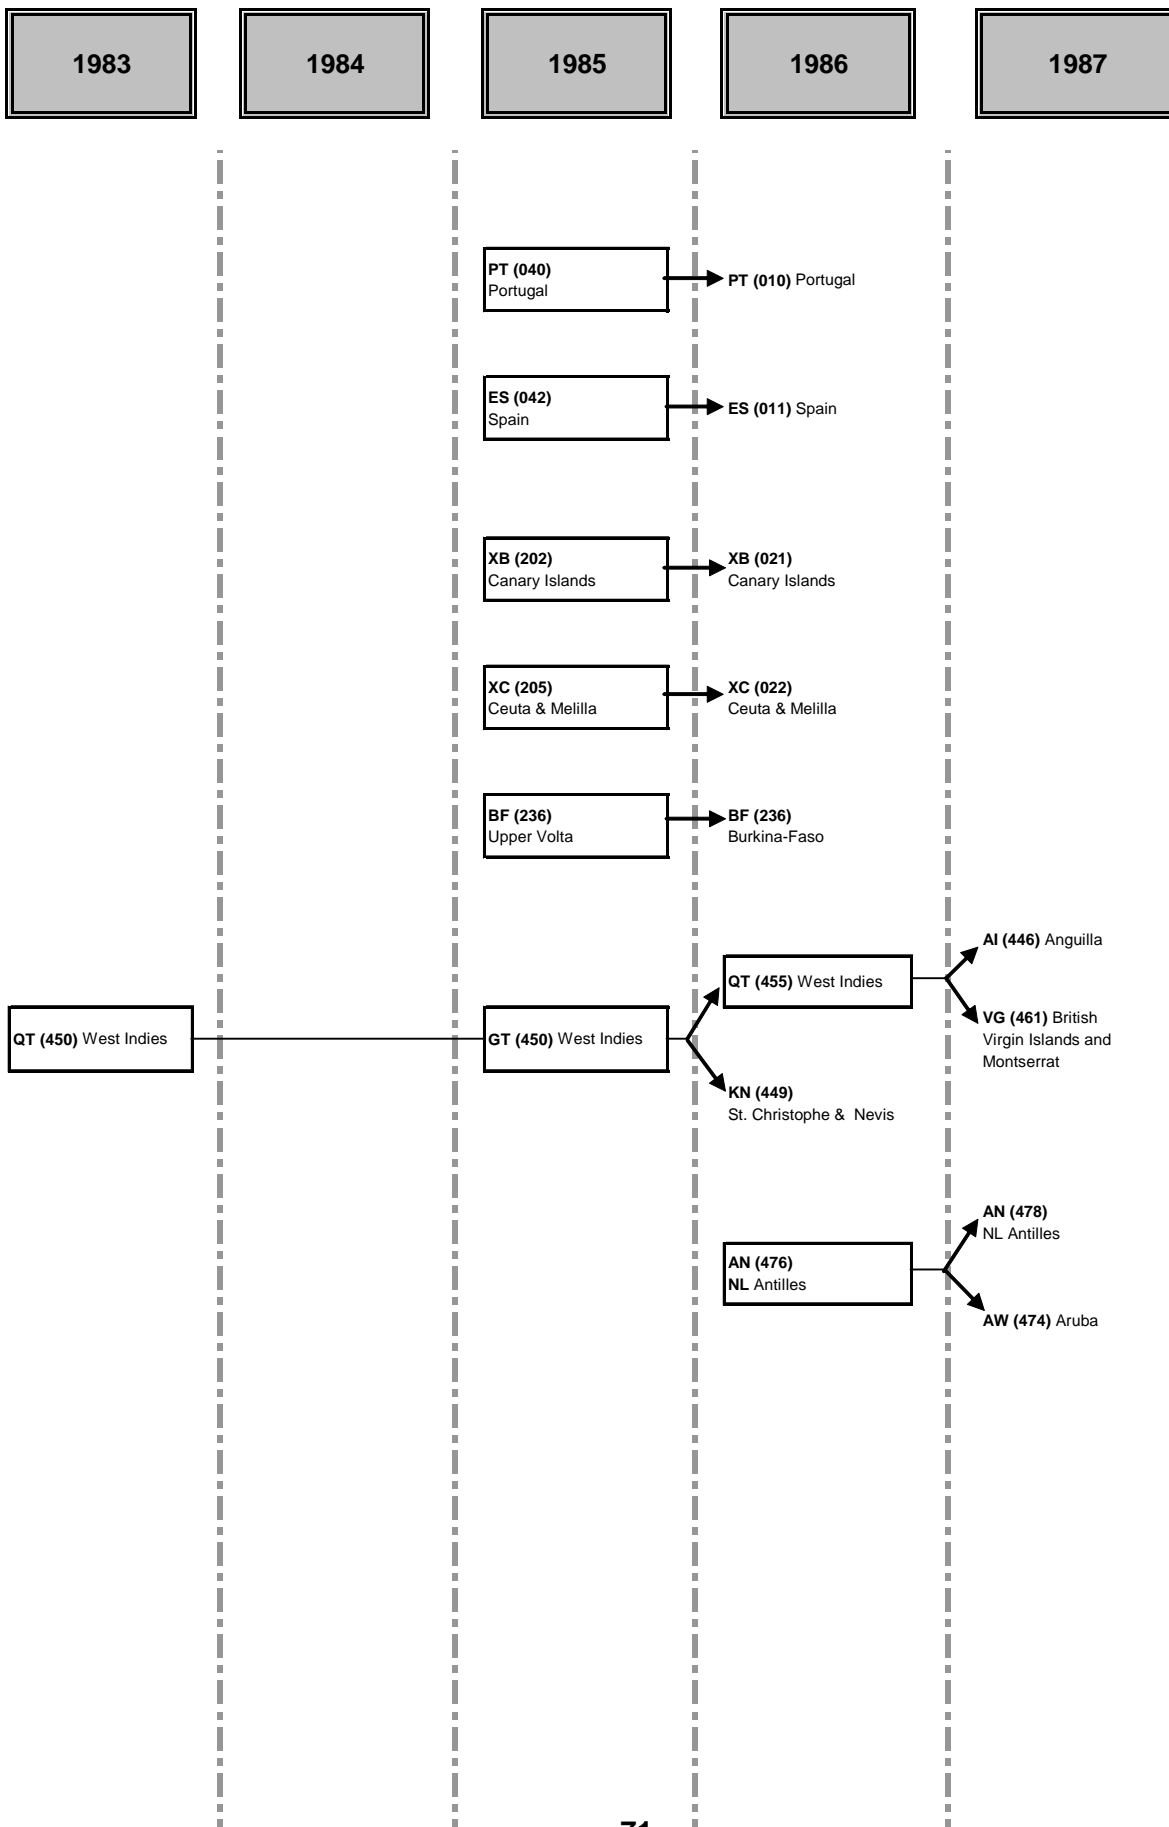 1983
1984
1985
1986
1987
PT (040)
Portugal
PT (010) Portugal
ES (042)
Spain
ES (011) Spain
XB (202)
Canary Islands
XB (021)
Canary Islands
XC (205)
Ceuta & Melilla
XC (022)
Ceuta & Melilla
BF (236)
Upper Volta
BF (236)
Burkina-Faso
AI (446) Anguilla
QT (455) West Indies
VG (461) British
Virgin Islands and
Montserrat
QT (450) West Indies
GT (450) West Indies
KN (449)
St. Christophe &  Nevis
AN (478)
NL Antilles
AN (476)
NL Antilles
AW (474) Aruba